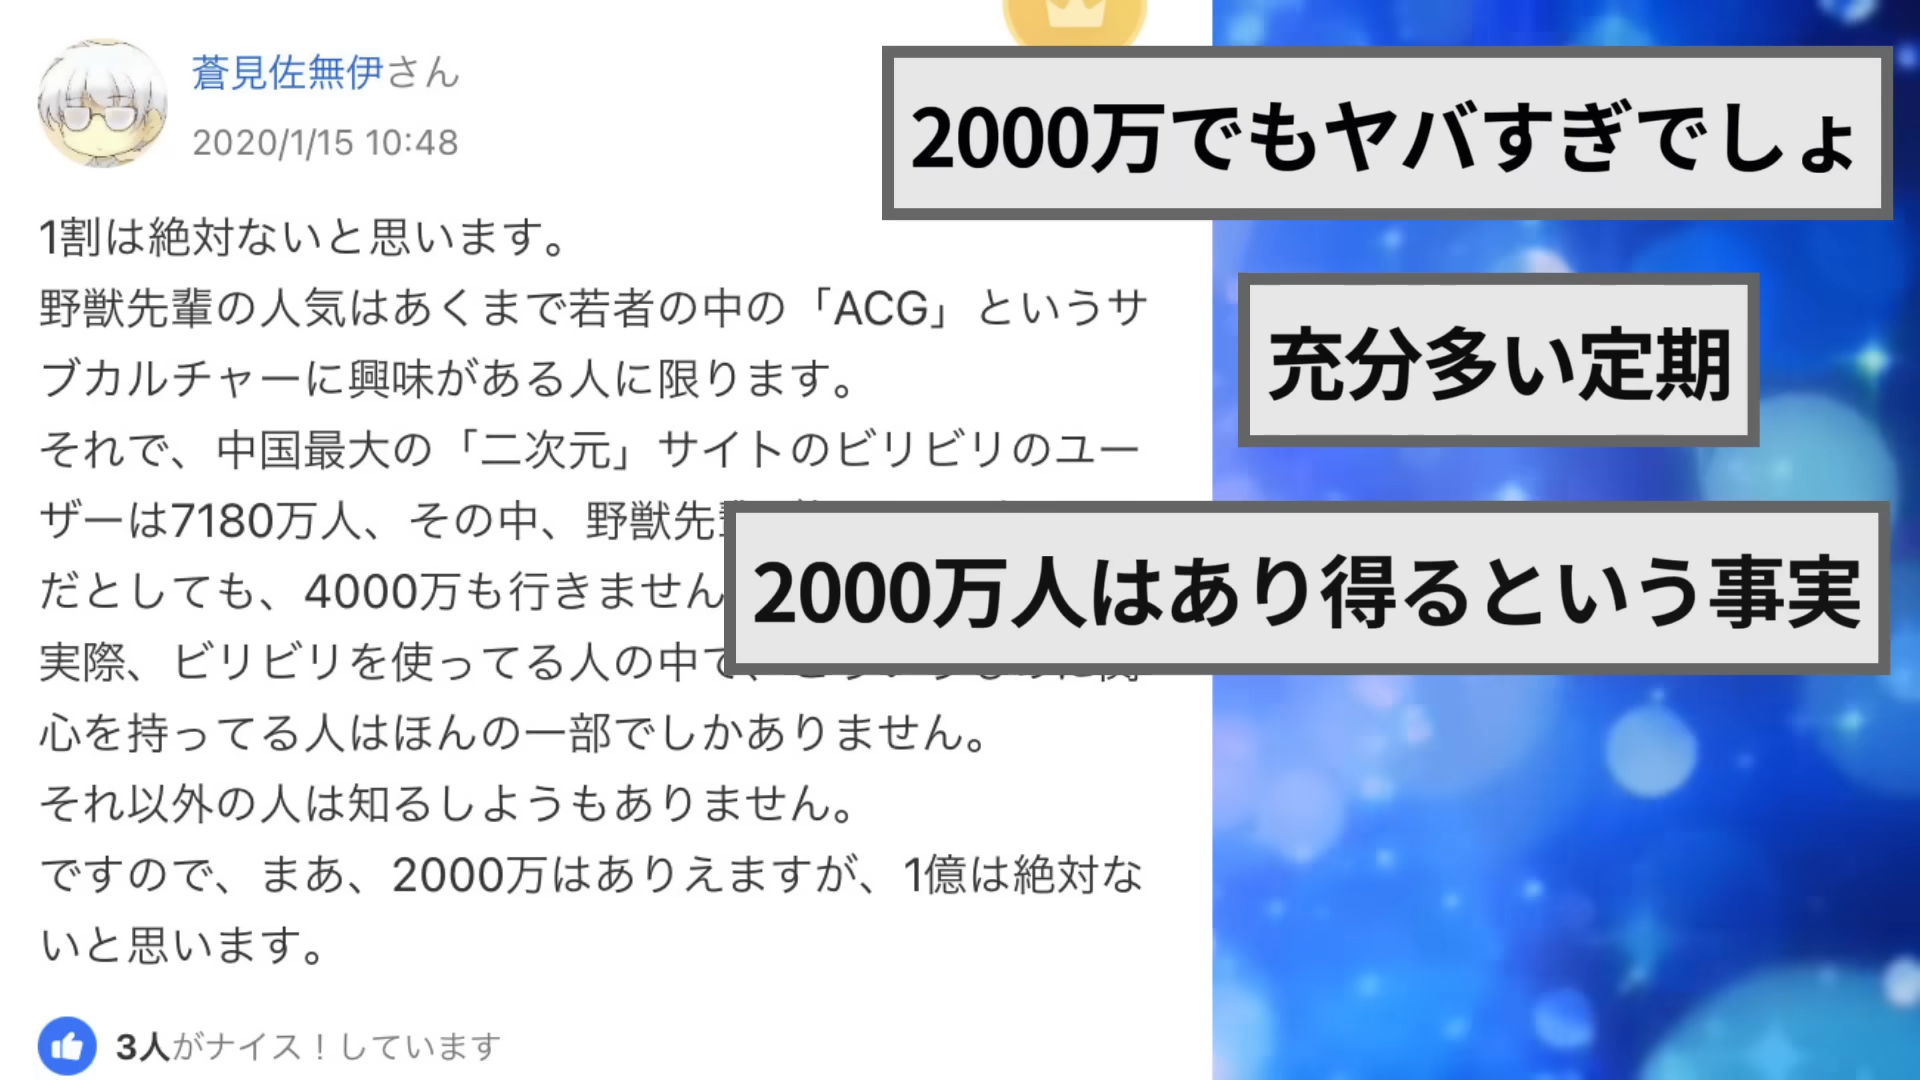 蒼見佐無伊さん
2020/1/15 10:48
1割は絶対ないと思います。
野獣先輩の人気はあくまで若者の中の「ACG」というサ
ブカルチャーに興味がある人に限ります。
それで、中国最大の「二次元」サイトのビリビリのユー
ザーは7180万人、その中、野獣先
だとしても、4000万も行きません
実際、ビリビリを使ってる人の中で
心を持ってる人はほんの一部でしかありません。
それ以外の人は知るしようもありません。
ですので、まあ、2000万はありえますが、1億は絶対な
いと思います。
3人がナイス！しています
2000万でもヤバすぎでしょ
充分多い定期
2000万人はあり得るという事実